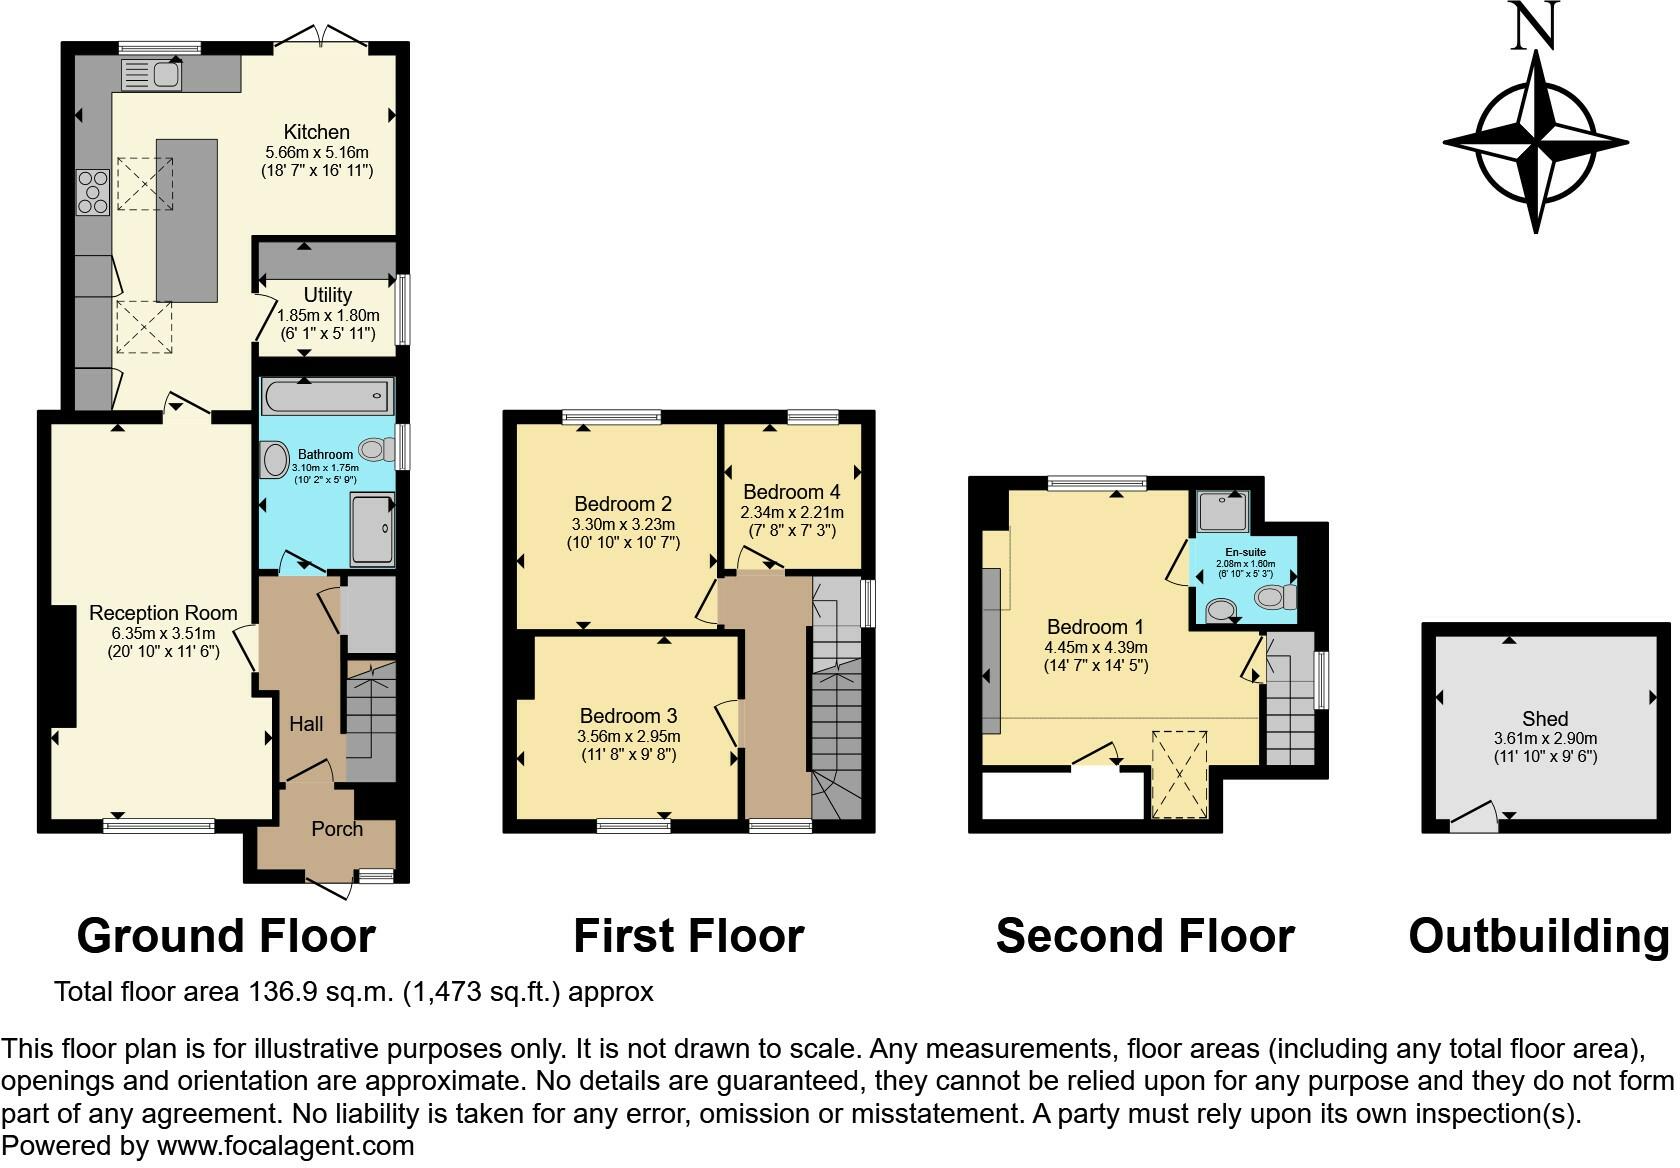 N
Kitchen
5.66m x 5.16m
(18' 7" x 16' 11")
Utility
1.85m x 1.80m
(6' 1" x 5' 11")
Bathroom
3.10m x 1.75m
(10' 2" x 5' 9")
Reception Room
6.35m x 3.51m
(20' 10" x 11' 6")
Hall
Porch
Bedroom 2
3.30m x 3.23m
(10' 10" x 10' 7")
Bedroom 4
2.34m x 2.21m
(7' 8" x 7' 3")
Bedroom 3
3.56m x 2.95m
(11' 8" x 9' 8")
En-suite
2.08m x 1.60m
(6' 10" x 5' 3")
Bedroom 1
4.45m x 4.39m
(14' 7" x 14' 5")
Shed
3.61m x 2.90m
(11' 10" x 9' 6")
Ground Floor
First Floor
Second Floor
Outbuilding
Total floor area 136.9 sq.m. (1,473 sq.ft.) approx
This floor plan is for illustrative purposes only. It is not drawn to scale. Any measurements, floor areas (including any total floor area),
openings and orientation are approximate. No details are guaranteed, they cannot be relied upon for any purpose and they do not form
part of any agreement. No liability is taken for any error, omission or misstatement. A party must rely upon its own inspection(s).
Powered by www.focalagent.com